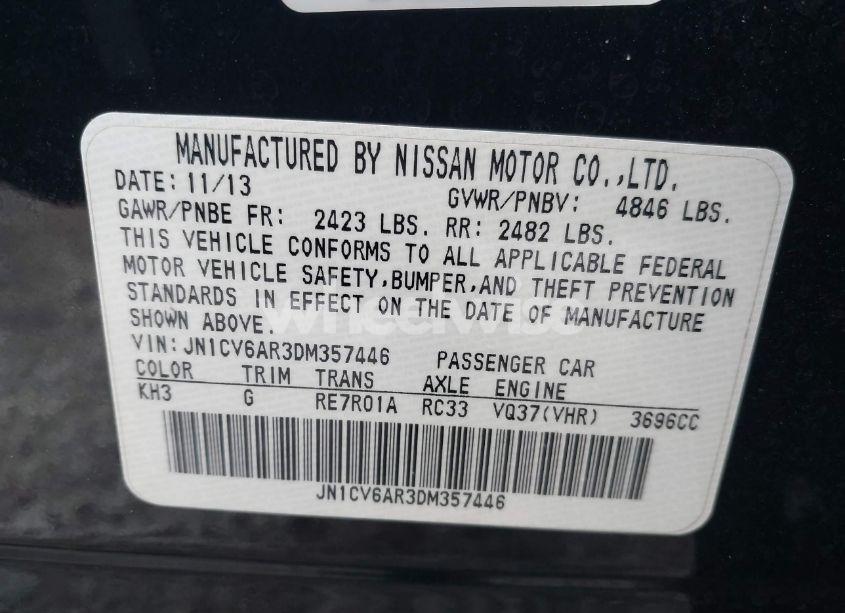 MANUFACTURED BY NISSAN MOTOR CO.,LTD.
DATE: 11/13 GVWR/PNBV: 4846 LBS.
GAWR/PNBE FR: 2423 LBS. RR: 2482 LBS.
THIS VEHICLE CONFORMS TO ALL APPLICABLE FEDERAL
MOTOR VEHICLE SAFETY,BUMPER,AND THEFT PREVENTION
STANDARDS IN EFFECT ON THE DATE OF MANUFACTURE
SHOWN ABOVE.
wheelwise
VIN:JN1CV6AR3DM357446 PASSENGER CAR
COLOR TRIM TRANS AXLE ENGINE
KH3 G RE7R01A RC33 VQ37(VHR) 3696CC
JN1CV6AR3DM357446